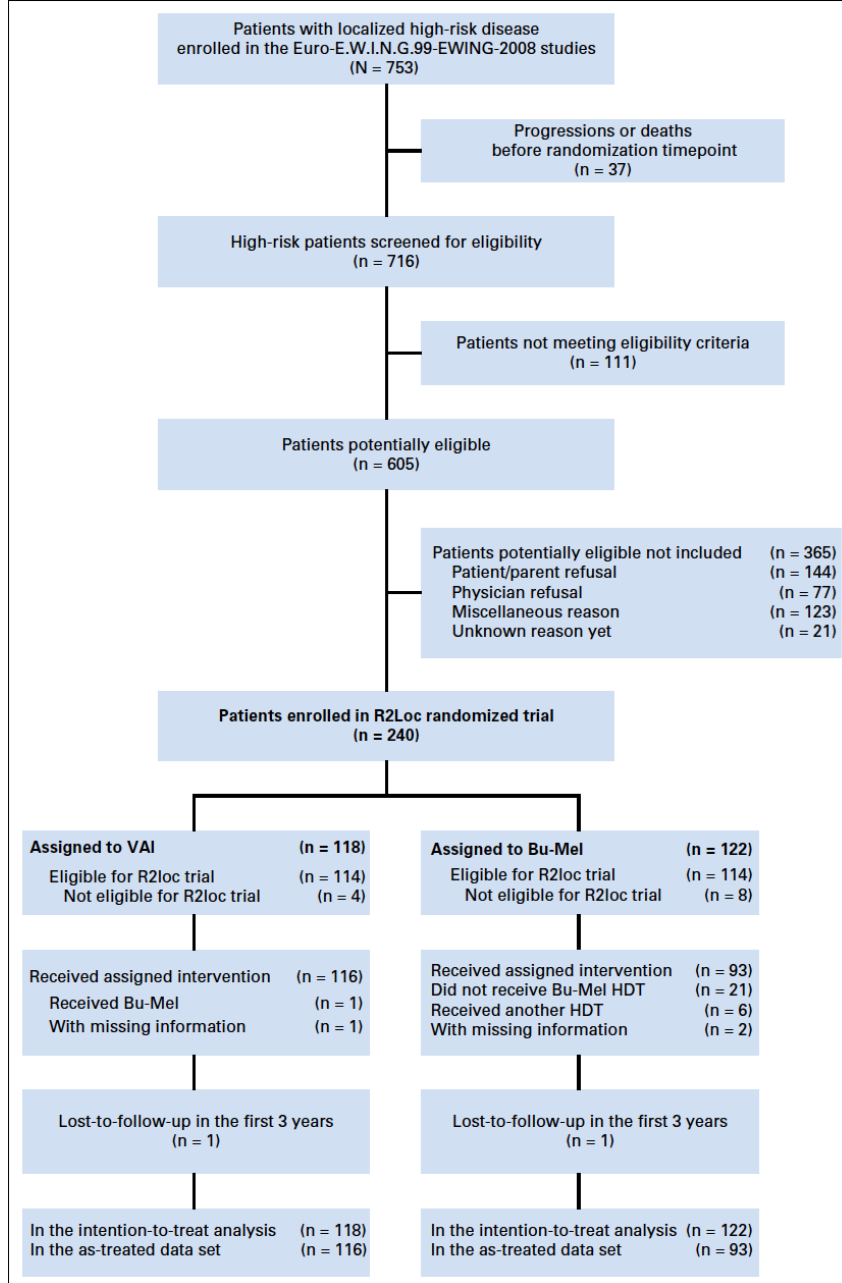 Patients with localized high-risk disease
enrolled in the Euro-E.W.I.N.G.99-EWING-2008 studies
(N = 753)
Progressions or deaths
before randomization timepoint
(n = 37)
High-risk patients screened for eligibility
(n = 716)
Patients not meeting eligibility criteria
(n = 111)
Patients potentially eligible
(n = 605)
Patients potentially eligible not included (n = 365)
Patient/parent refusal (n = 144)
Physician refusal (n = 77)
Miscellaneous reason (n = 123)
Unknown reason yet (n = 21)
Patients enrolled in R2Loc randomized trial
(n = 240)
Assigned to VAI (n = 118)
Eligible for R2loc trial (n = 114)
Not eligible for R2loc trial (n = 4)
Assigned to Bu-Mel (n = 122)
Eligible for R2loc trial (n = 114)
Not eligible for R2loc trial (n = 8)
Received assigned intervention (n = 116)
Received Bu-Mel (n = 1)
With missing information (n = 1)
Received assigned intervention (n = 93)
Did not receive Bu-Mel HDT (n = 21)
Received another HDT (n = 6)
With missing information (n = 2)
Lost-to-follow-up in the first 3 years
(n = 1)
Lost-to-follow-up in the first 3 years
(n = 1)
In the intention-to-treat analysis (n = 118)
In the as-treated data set (n = 116)
In the intention-to-treat analysis (n = 122)
In the as-treated data set (n = 93)